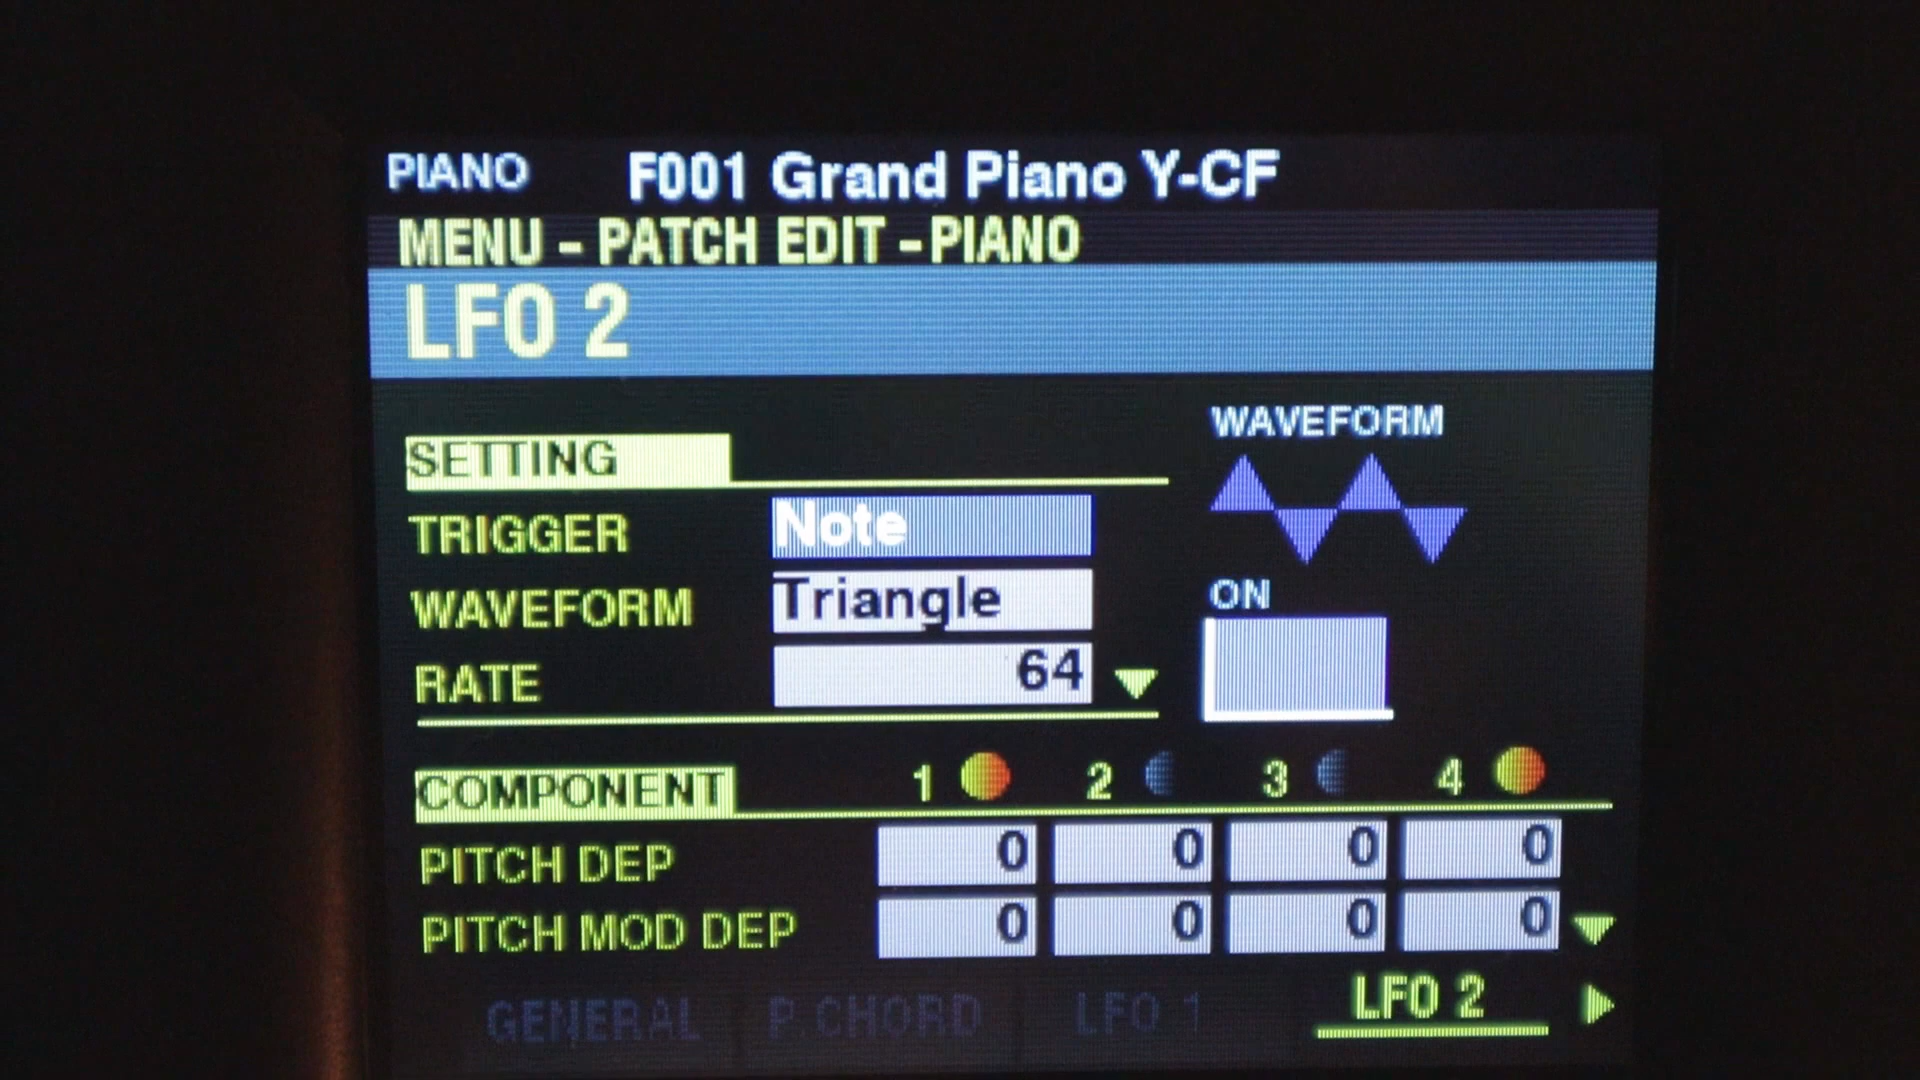 PIANO F001 Grand Piano Y-CF
MENU - PATCH EDIT - PIANO
LFO 2
SETTING
WAVEFORM
TRIGGER Note
WAVEFORM Triangle
ON
RATE 64
COMPONENT 1 2 3 4
PITCH DEP 0 0 0 0
PITCH MOD DEP 0 0 0 0
GENERAL P.CHORD LFO 1 LFO 2